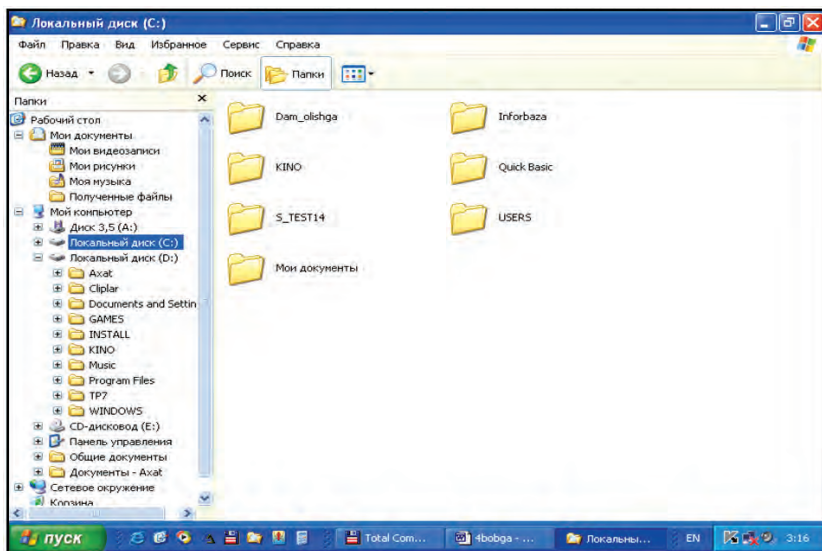 Локальный диск (C:)
Файл Правка Вид Избранное Сервис Справка
Назад Поиск Папки
Папки
Рабочий стол
Мои документы
Мои видеозаписи
Мои рисунки
Моя музыка
Полученные файлы
Мой компьютер
Диск 3,5 (A:)
Локальный диск (C:)
Локальный диск (D:)
Axat
Cliplar
Documents and Settin
GAMES
INSTALL
KINO
Music
Program Files
TP7
WINDOWS
CD-дисковод (E:)
Панель управления
Общие документы
Документы - Axat
Сетевое окружение
Корзина
Dam_olishga Inforbaza
KINO Quick Basic
S_TEST14 USERS
Мои документы
пуск Total Com... 4bobga - ... Локальны... EN 3:16